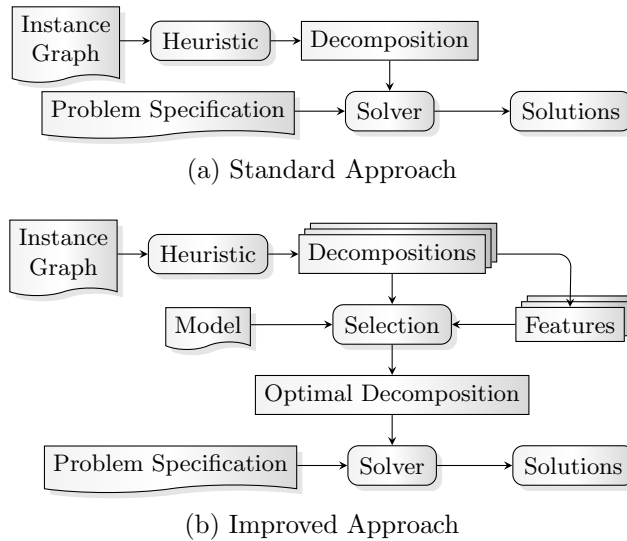 Instance
Graph
Heuristic
Decomposition
Problem Specification
Solver
Solutions
(a) Standard Approach
Instance
Graph
Heuristic
Decompositions
Model
Selection
Features
Optimal Decomposition
Problem Specification
Solver
Solutions
(b) Improved Approach